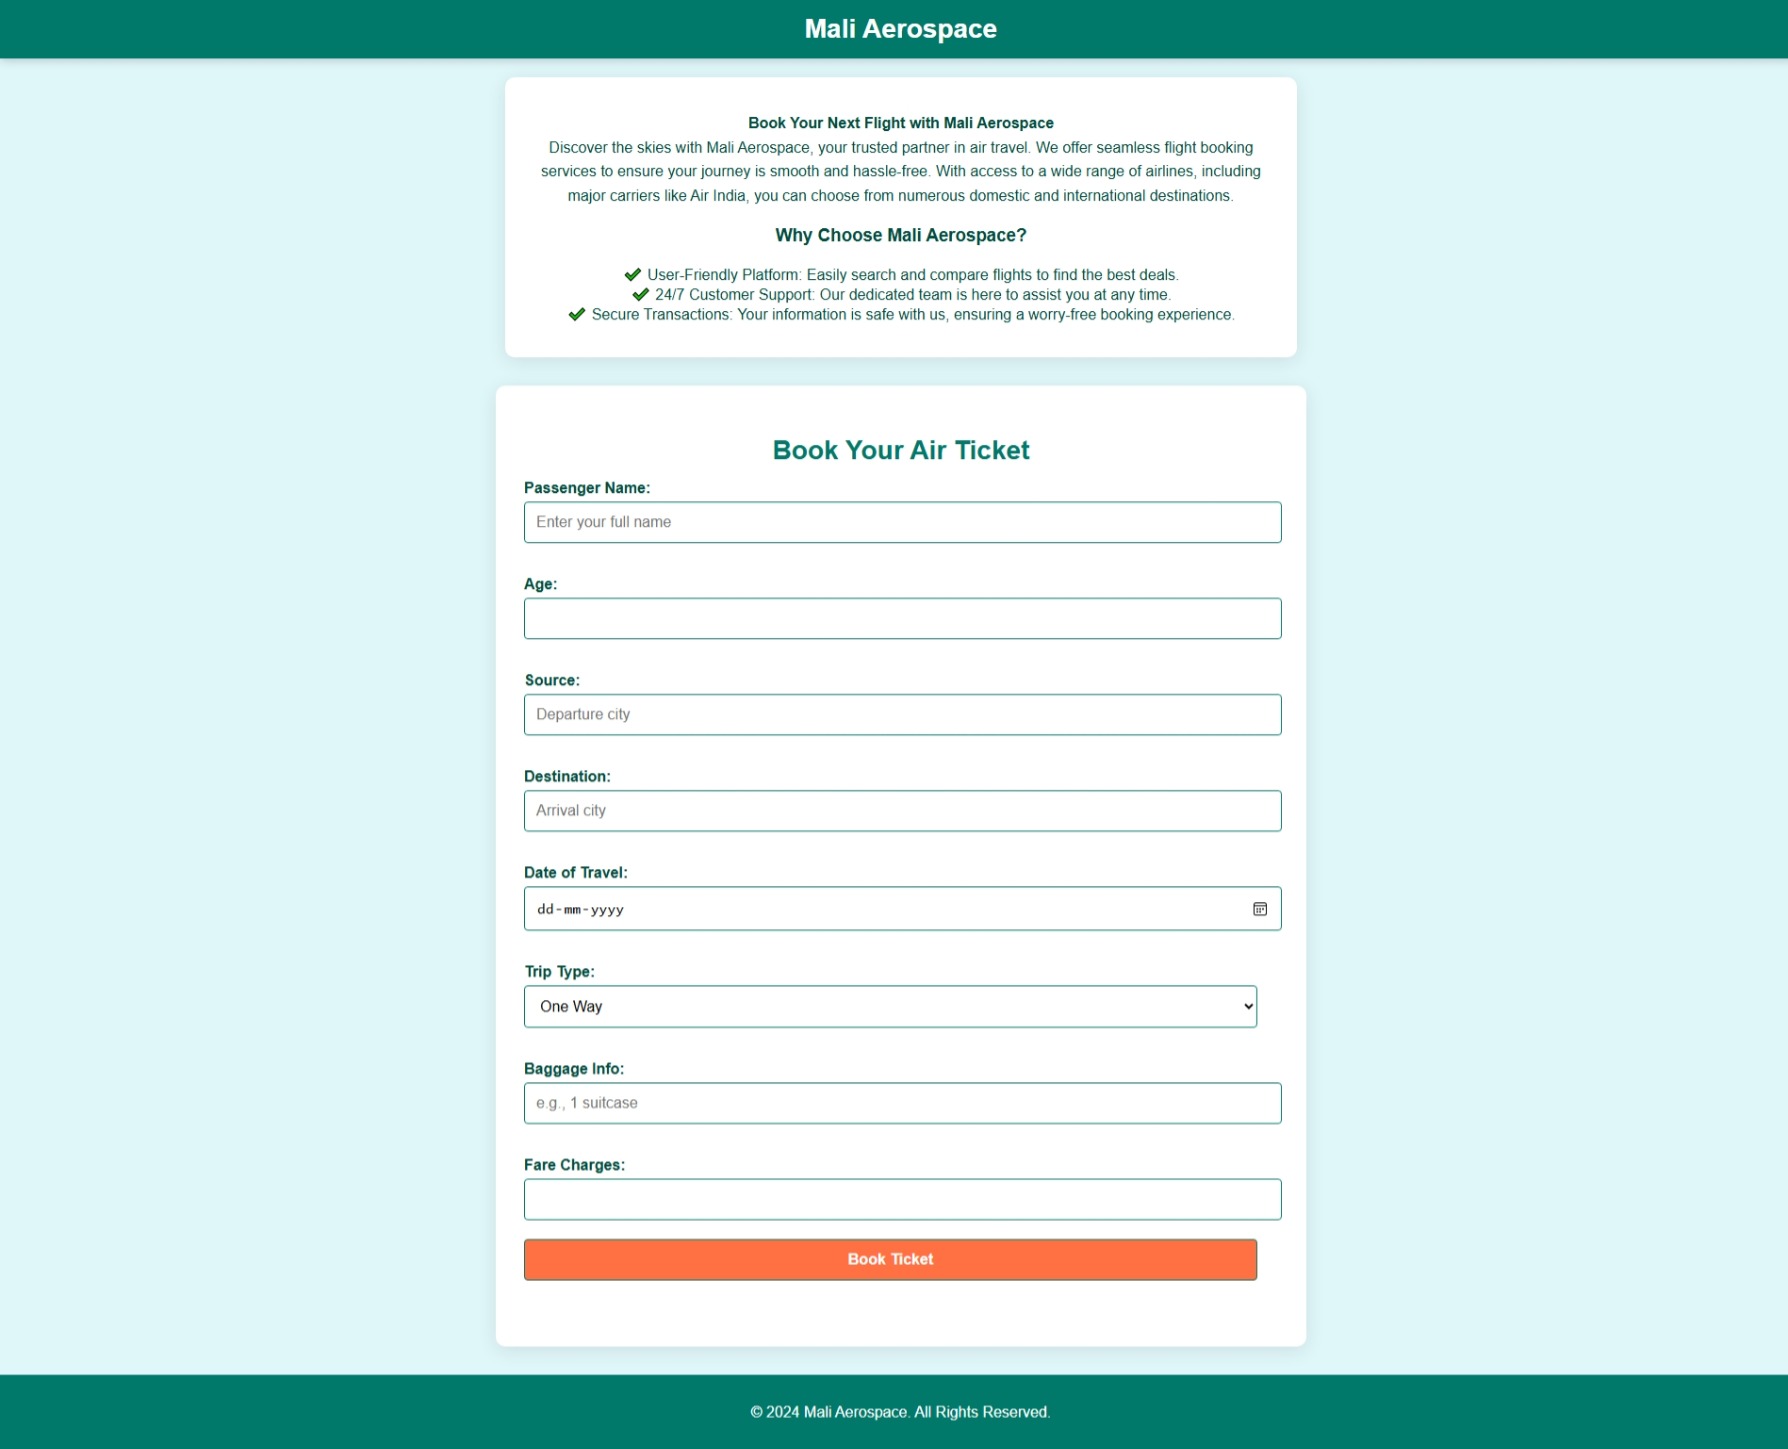 Mali Aerospace
Book Your Next Flight with Mali Aerospace
Discover the skies with Mali Aerospace, your trusted partner in air travel. We offer seamless flight booking
services to ensure your journey is smooth and hassle-free. With access to a wide range of airlines, including
major carriers like Air India, you can choose from numerous domestic and international destinations.
Why Choose Mali Aerospace?
✔ User-Friendly Platform: Easily search and compare flights to find the best deals.
✔ 24/7 Customer Support: Our dedicated team is here to assist you at any time.
✔ Secure Transactions: Your information is safe with us, ensuring a worry-free booking experience.
Book Your Air Ticket
Passenger Name:
Enter your full name
Age:
Source:
Departure city
Destination:
Arrival city
Date of Travel:
dd-mm-yyyy
Trip Type:
One Way
Baggage Info:
e.g., 1 suitcase
Fare Charges:
Book Ticket
© 2024 Mali Aerospace. All Rights Reserved.